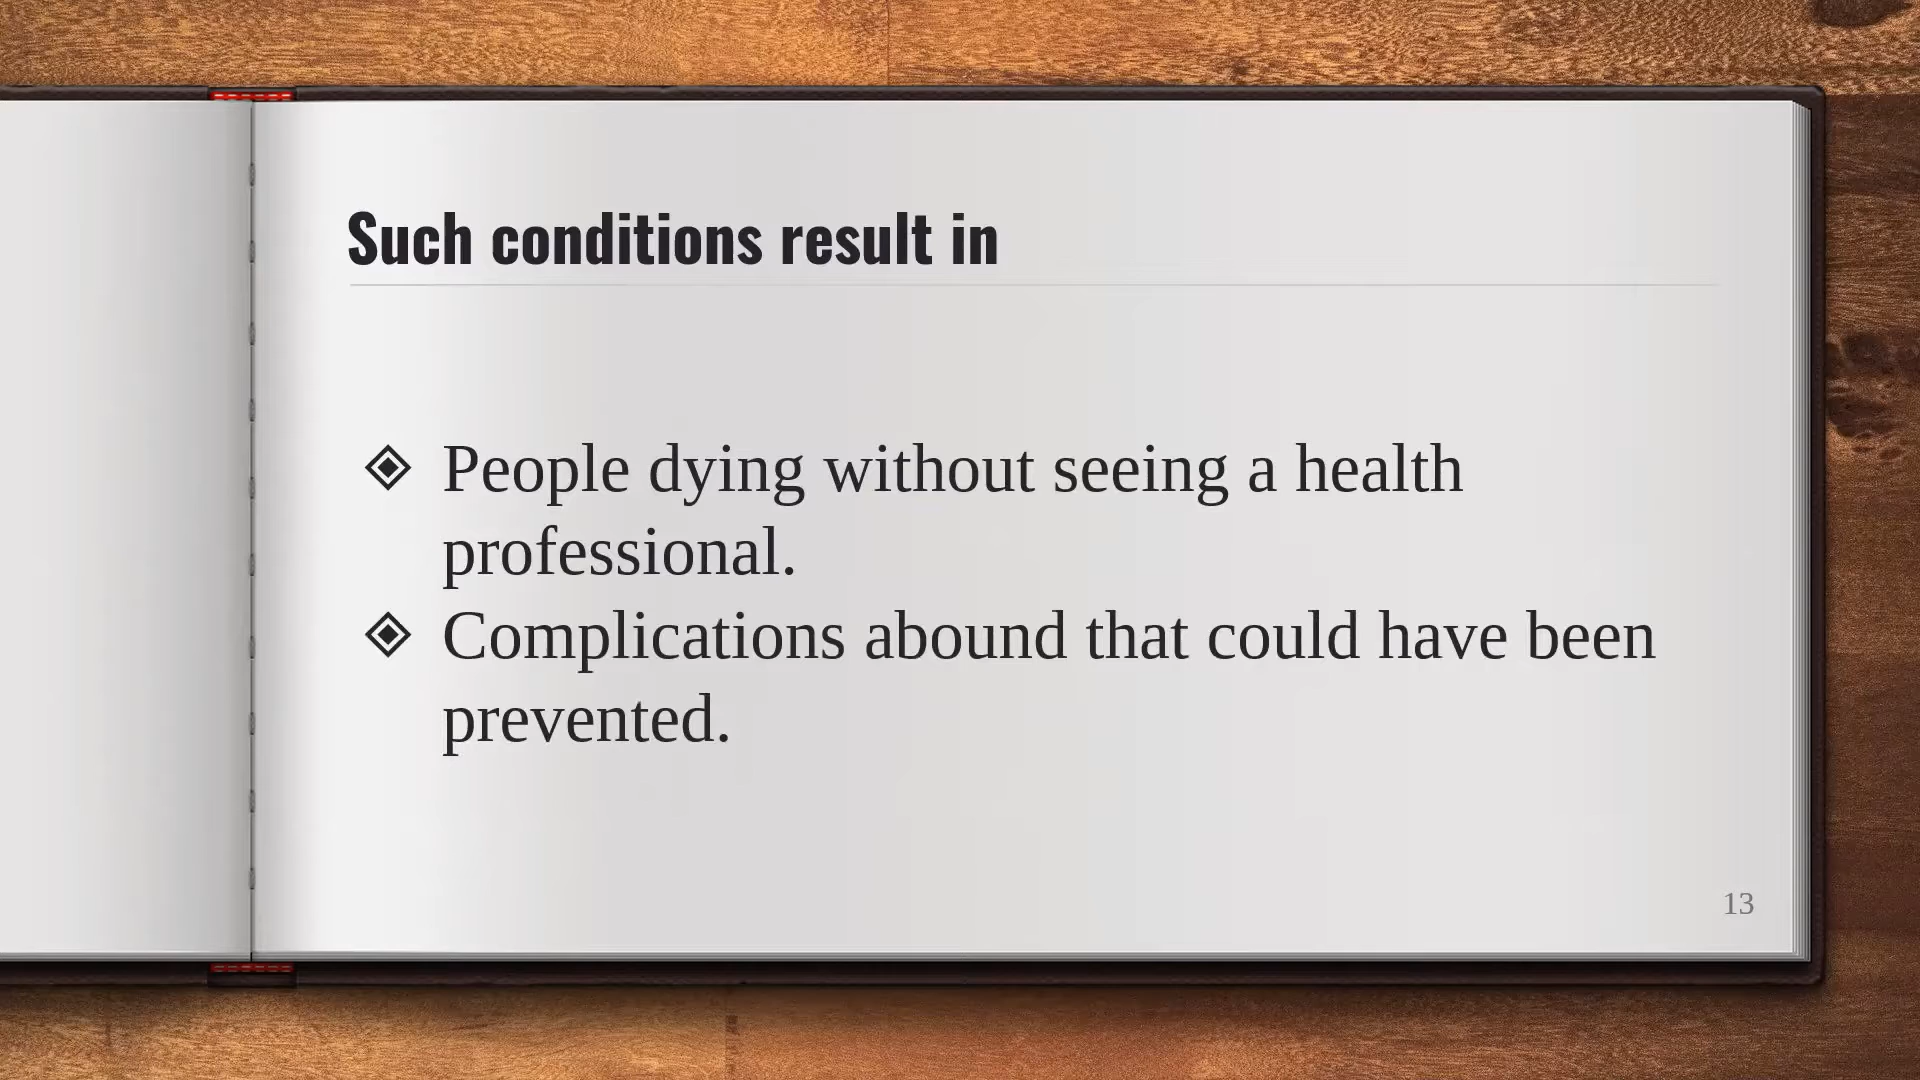 Such conditions result in
People dying without seeing a health
professional.
Complications abound that could have been
prevented.
13